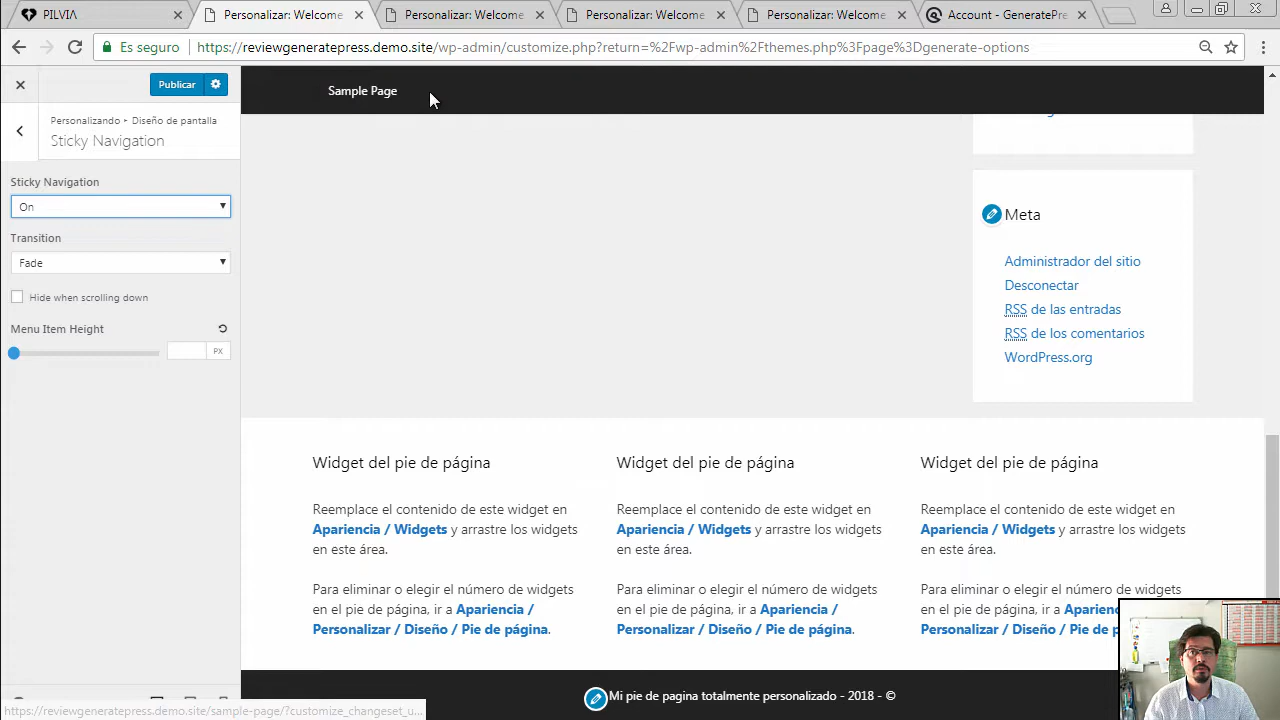 PILVIA
Personalizar: Welcome
Personalizar: Welcome
Personalizar: Welcome
Personalizar: Welcome
Account - GeneratePre
Es seguro
https://reviewgeneratepress.demo.site/wp-admin/customize.php?return=%2Fwp-admin%2Fthemes.php%3Fpage%3Dgenerate-options
Publicar
Sample Page
Personalizando ▸ Diseño de pantalla
Sticky Navigation
Sticky Navigation
On
Transition
Fade
Hide when scrolling down
Menu Item Height
PX
Meta
Administrador del sitio
Desconectar
RSS de las entradas
RSS de los comentarios
WordPress.org
Widget del pie de página
Reemplace el contenido de este widget en
Apariencia / Widgets y arrastre los widgets
en este área.
Para eliminar o elegir el número de widgets
en el pie de página, ir a Apariencia /
Personalizar / Diseño / Pie de página.
Widget del pie de página
Reemplace el contenido de este widget en
Apariencia / Widgets y arrastre los widgets
en este área.
Para eliminar o elegir el número de widgets
en el pie de página, ir a Apariencia /
Personalizar / Diseño / Pie de página.
Widget del pie de página
Reemplace el contenido de este widget en
Apariencia / Widgets y arrastre los widgets
en este área.
Para eliminar o elegir el número de widgets
en el pie de página, ir a Aparien
Personalizar / Diseño / Pie de p
Mi pie de pagina totalmente personalizado - 2018 - ©
https://reviewgeneratepress.demo.site/sample-page/?customize_changeset_u...